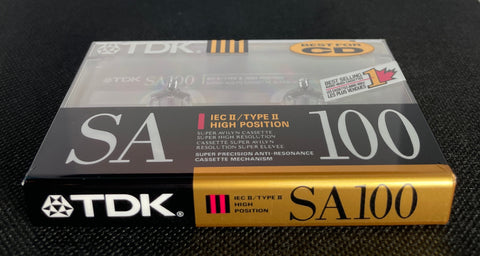 TDK
BEST FOR
CD
TDK SA100
BEST SELLING
LES PLUS VENDUES
1
SA
IEC II / TYPE II
HIGH POSITION
SUPER AVILYN CASSETTE
SUPER HIGH RESOLUTION
CASSETTE SUPER AVILYN
RESOLUTION SUPER ELEVEE
SUPER PRECISION ANTI-RESONANCE
CASSETTE MECHANISM
100
TDK®
IEC II/TYPE II
HIGH
POSITION
SA100